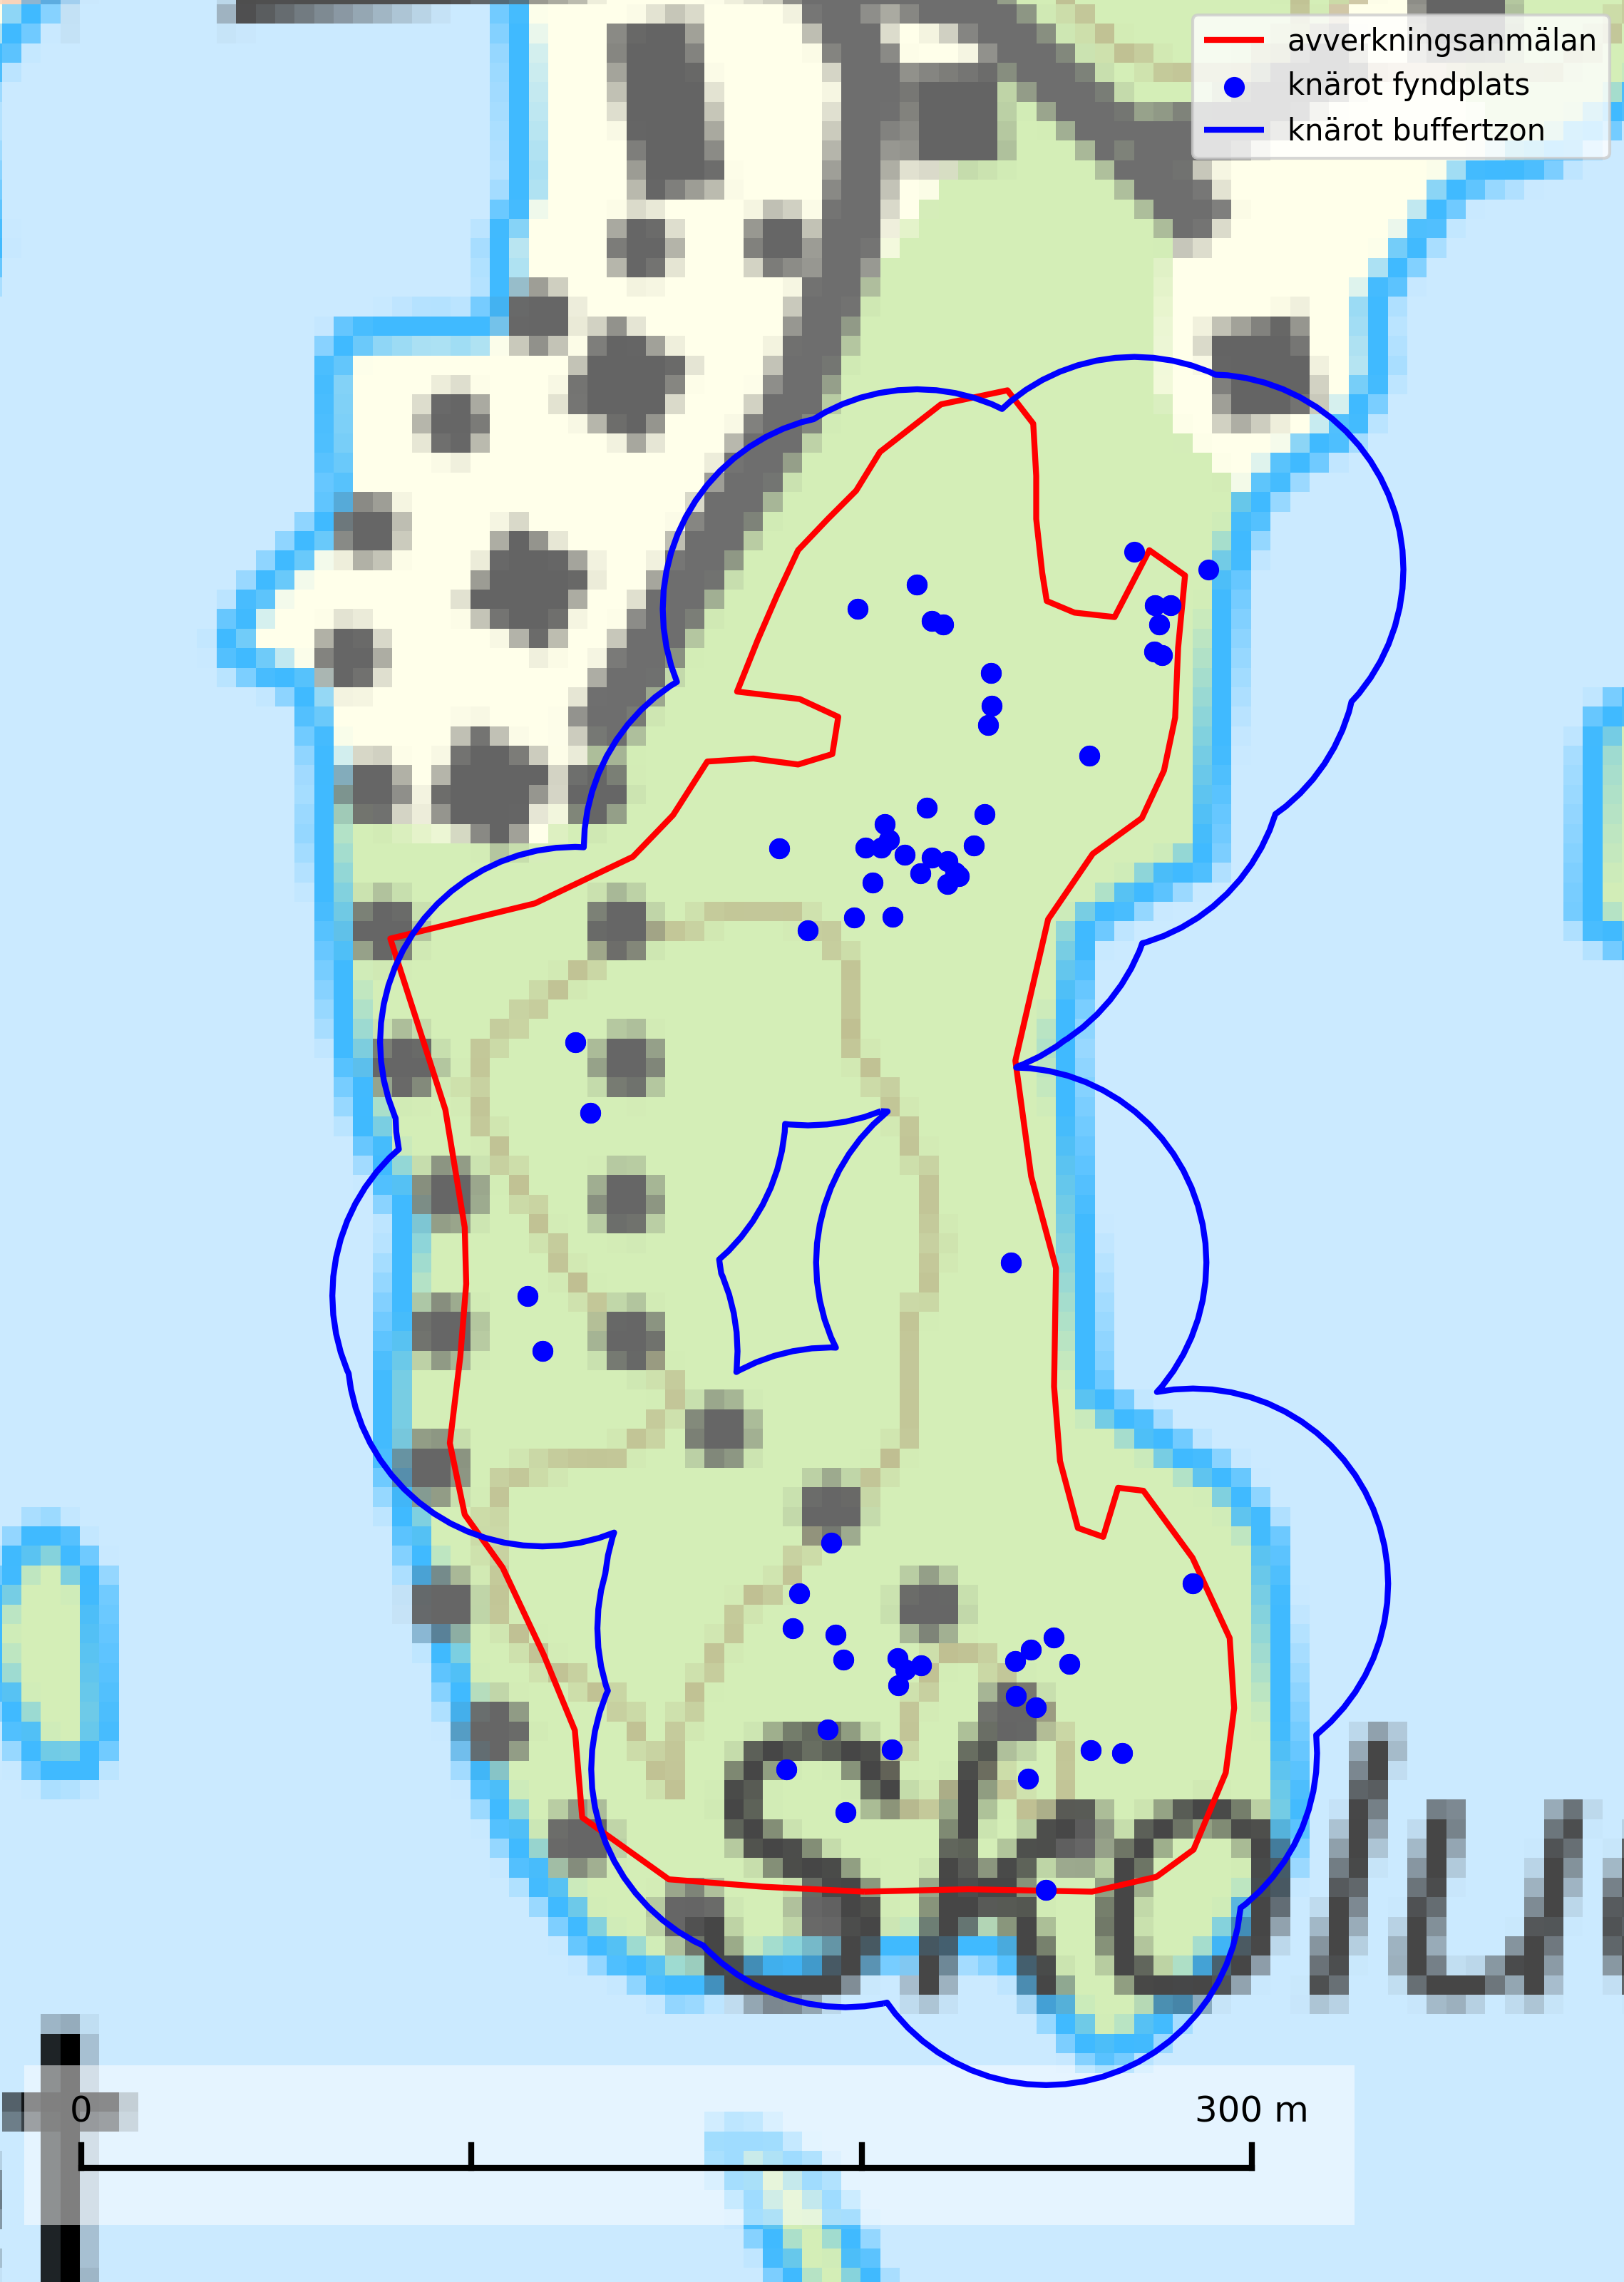 avverkningsanmälan
knärot fyndplats
knärot buffertzon
0 300 m